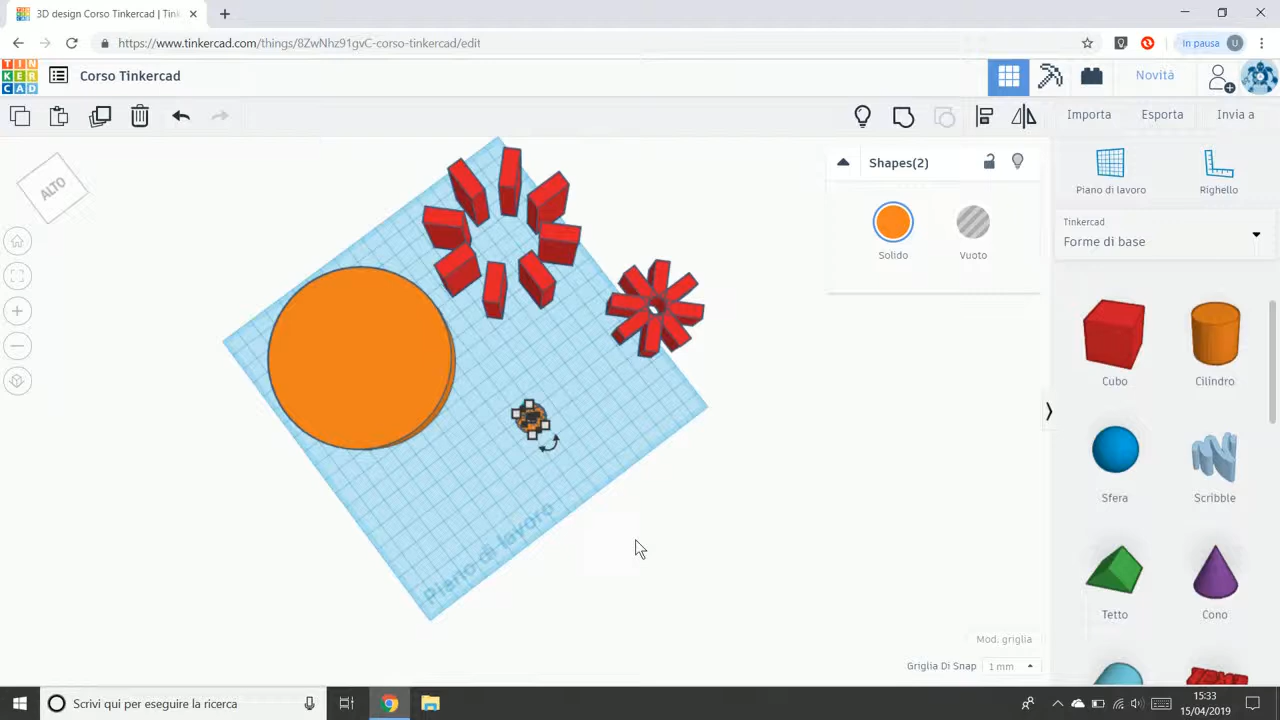 3D design Corso Tinkercad | Tink
https://www.tinkercad.com/things/8ZwNhz91gvC-corso-tinkercad/edit
In pausa
U
TIN
KER
CAD
Corso Tinkercad
Novità
Importa
Esporta
Invia a
ALTO
Shapes(2)
Solido
Vuoto
Piano di lavoro
Righello
Tinkercad
Forme di base
Cubo
Cilindro
Sfera
Scribble
Tetto
Cono
Piano di lavoro
Mod. griglia
Griglia Di Snap
1 mm
Scrivi qui per eseguire la ricerca
15:33
15/04/2019